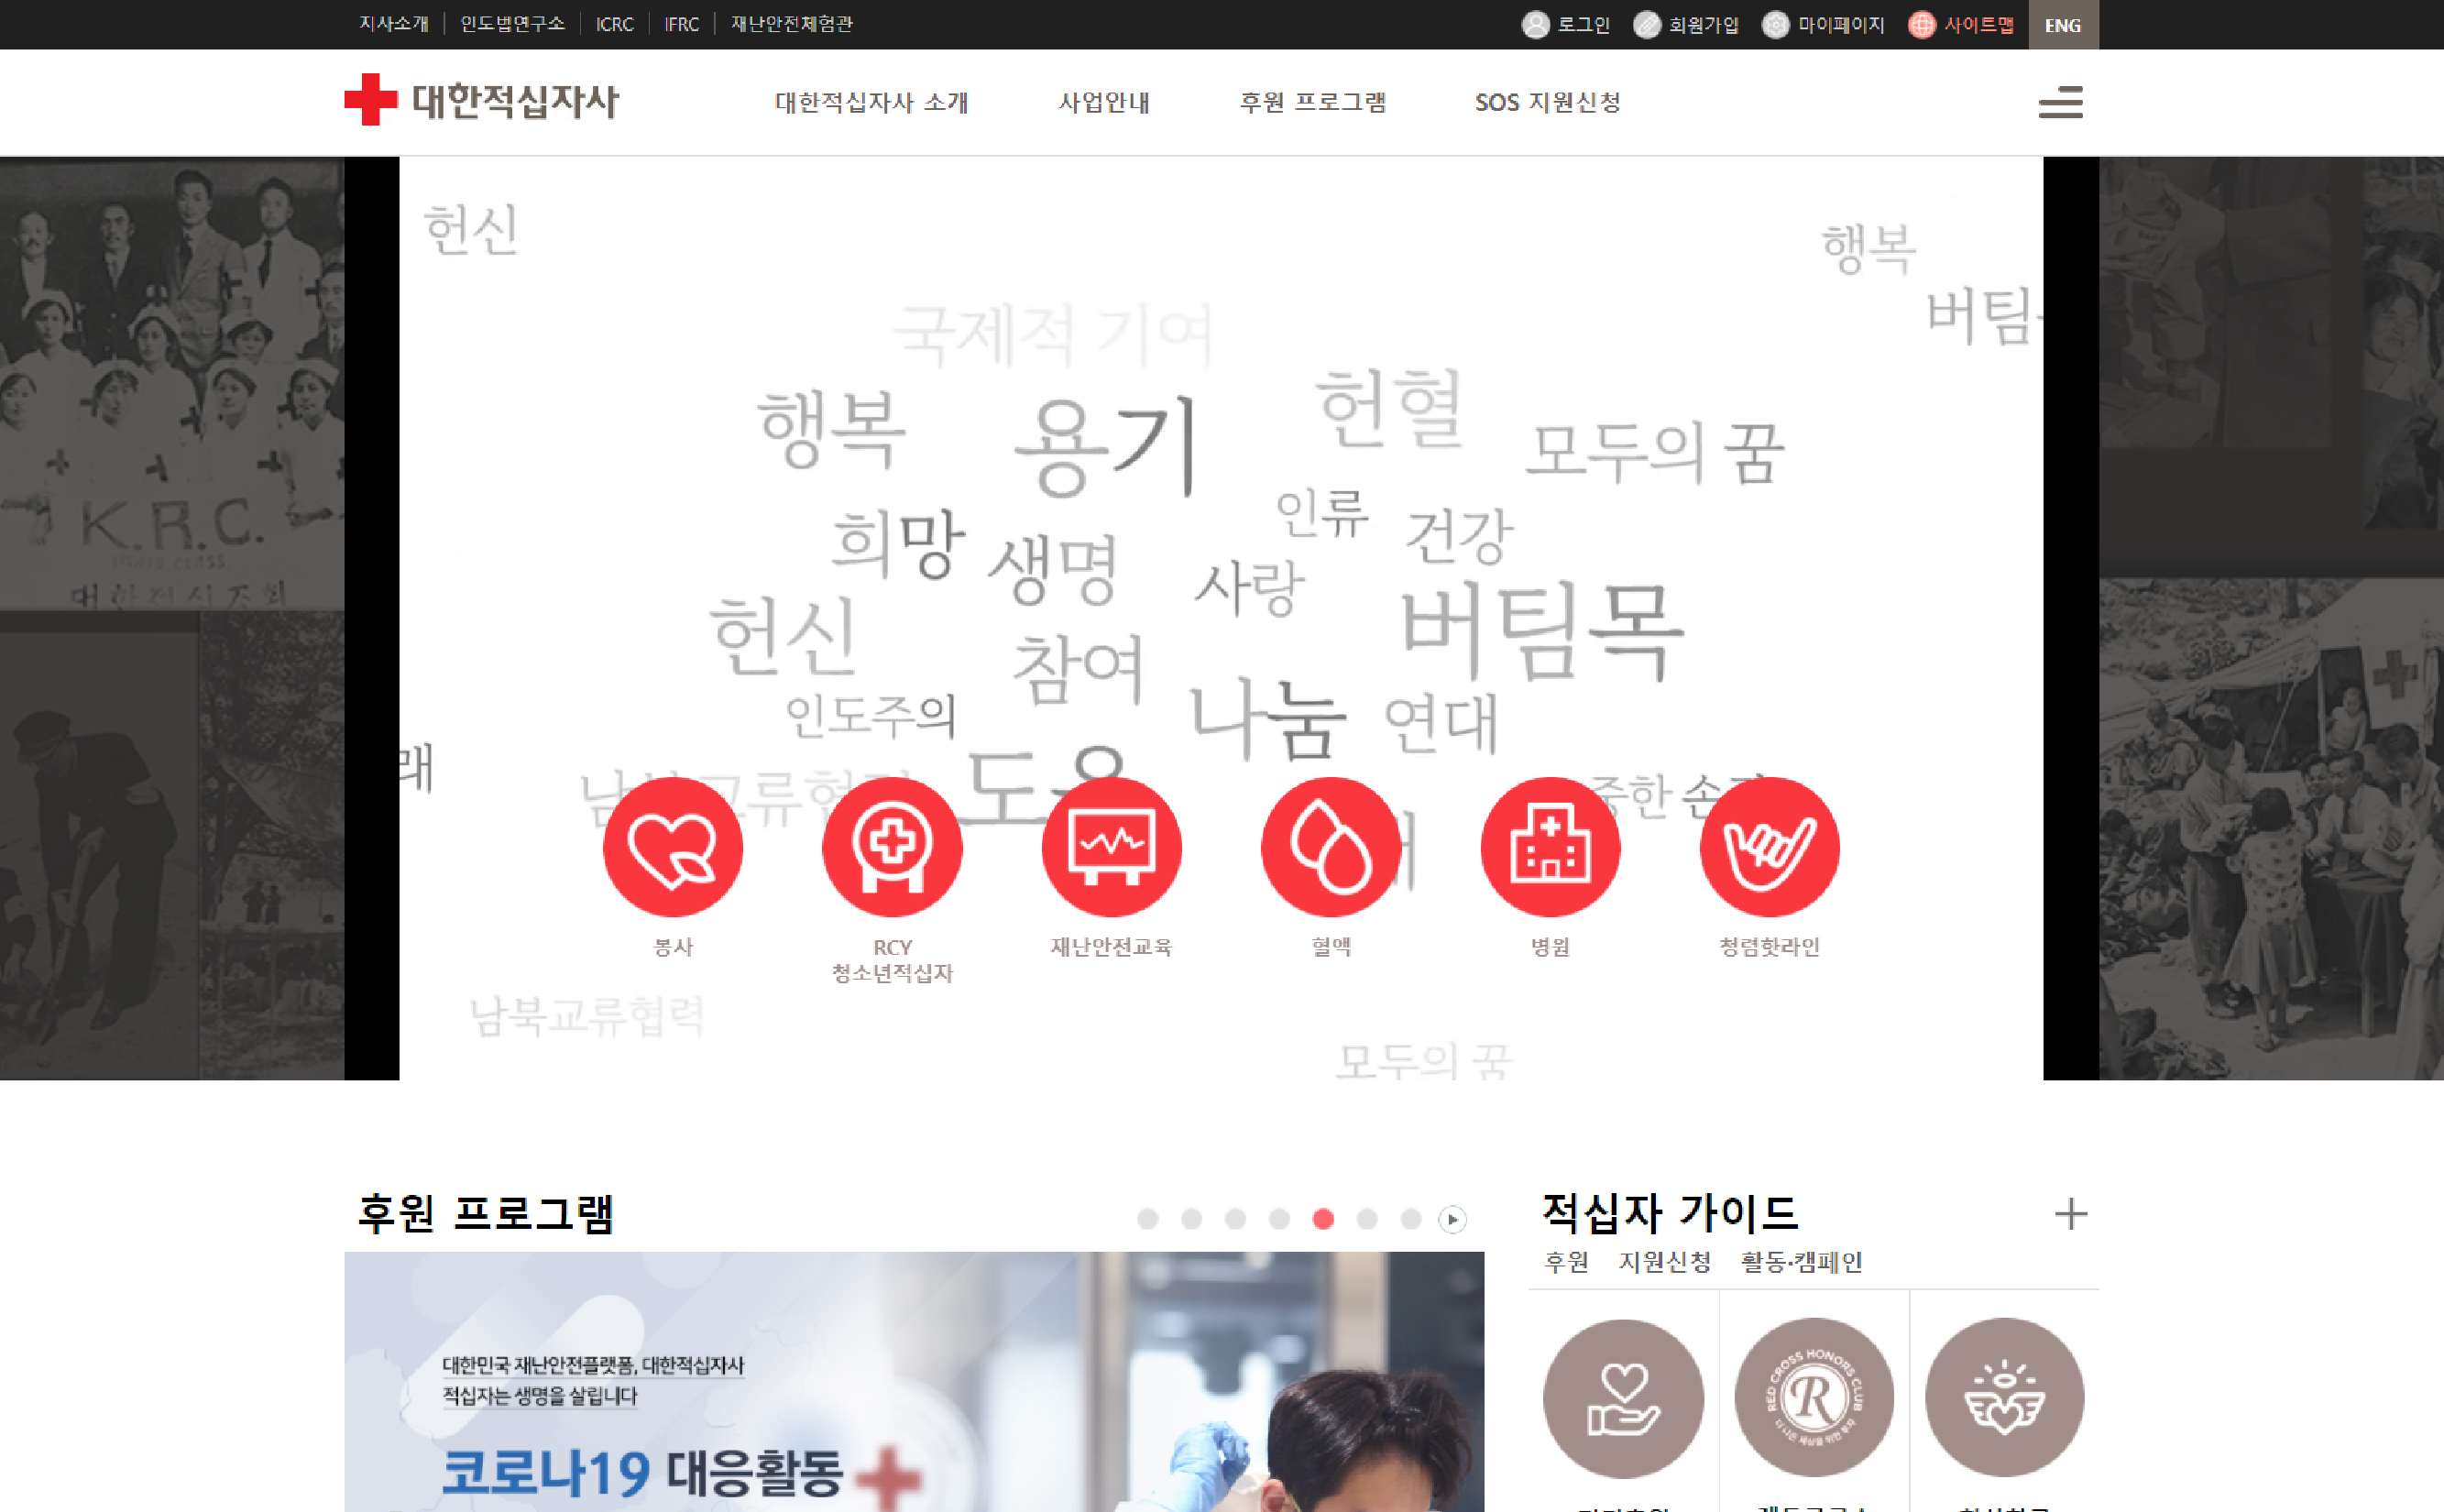 지사소개
인도법연구소
ICRC
IFRC
재난안전체험관
로그인
회원가입
마이페이지
사이트맵
ENG
대한적십자사
대한적십자사 소개
사업안내
후원 프로그램
SOS 지원신청
헌신
행복
버팀
국제적 기여
행복
용기
헌혈
모두의 꿈
인류
희망
생명
건강
사랑
헌신
버팀목
참여
인도주의
나눔
연대
래
K.R.C.
봉사
RCY
청소년적십자
재난안전교육
혈액
병원
청렴핫라인
남북교류협력
모두의 꿈
후원 프로그램
적십자 가이드
후원
지원신청
활동·캠페인
대한민국 재난안전플랫폼, 대한적십자사
적십자는 생명을 살립니다
코로나19 대응활동
RED CROSS HONORS CLUB
R